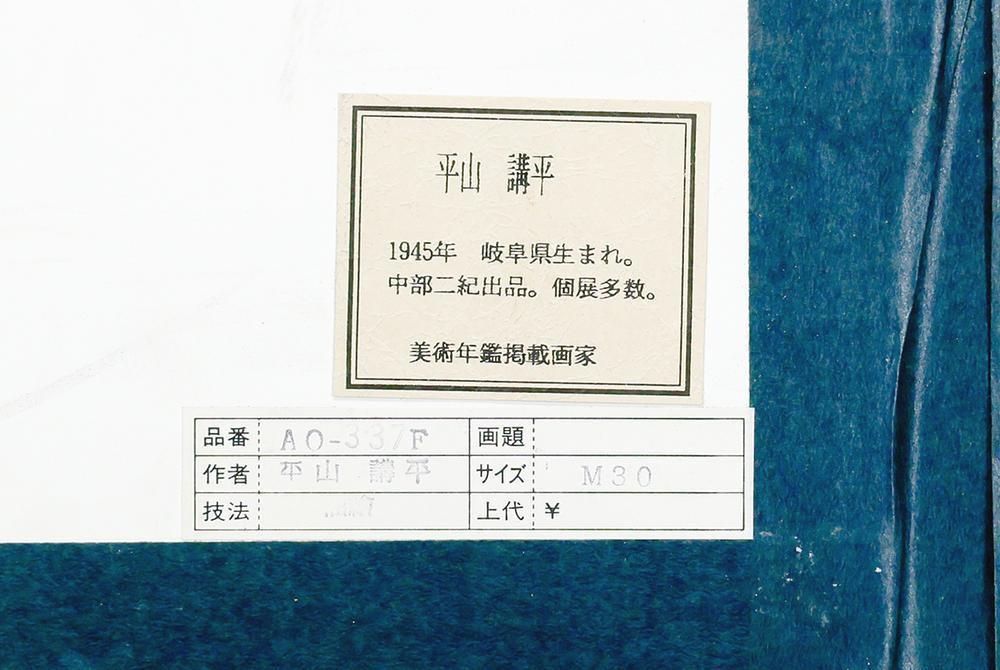 平山 講平
1945年 岐阜県生まれ。
中部二紀出品。個展多数。
美術年鑑掲載画家
品番 AO-337F 画題
作者 平山 講平 サイズ M30
技法 上代 ¥